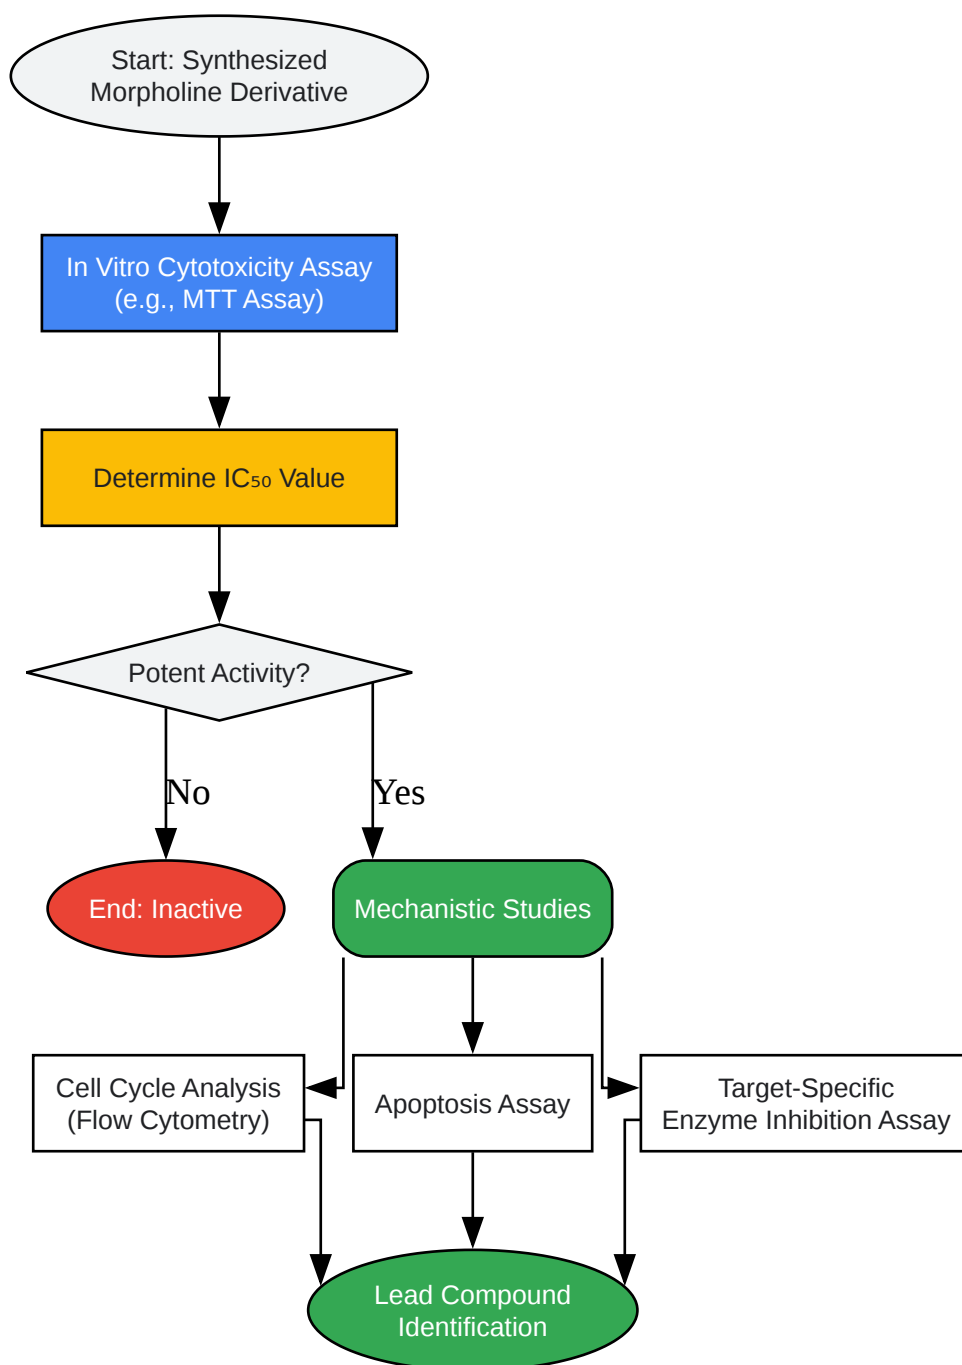 Start: Synthesized
Morpholine Derivative
In Vitro Cytotoxicity Assay
(e.g., MTT Assay)
Determine IC₅₀ Value
Potent Activity?
No
Yes
End: Inactive
Mechanistic Studies
Cell Cycle Analysis
(Flow Cytometry)
Apoptosis Assay
Target-Specific
Enzyme Inhibition Assay
Lead Compound
Identification